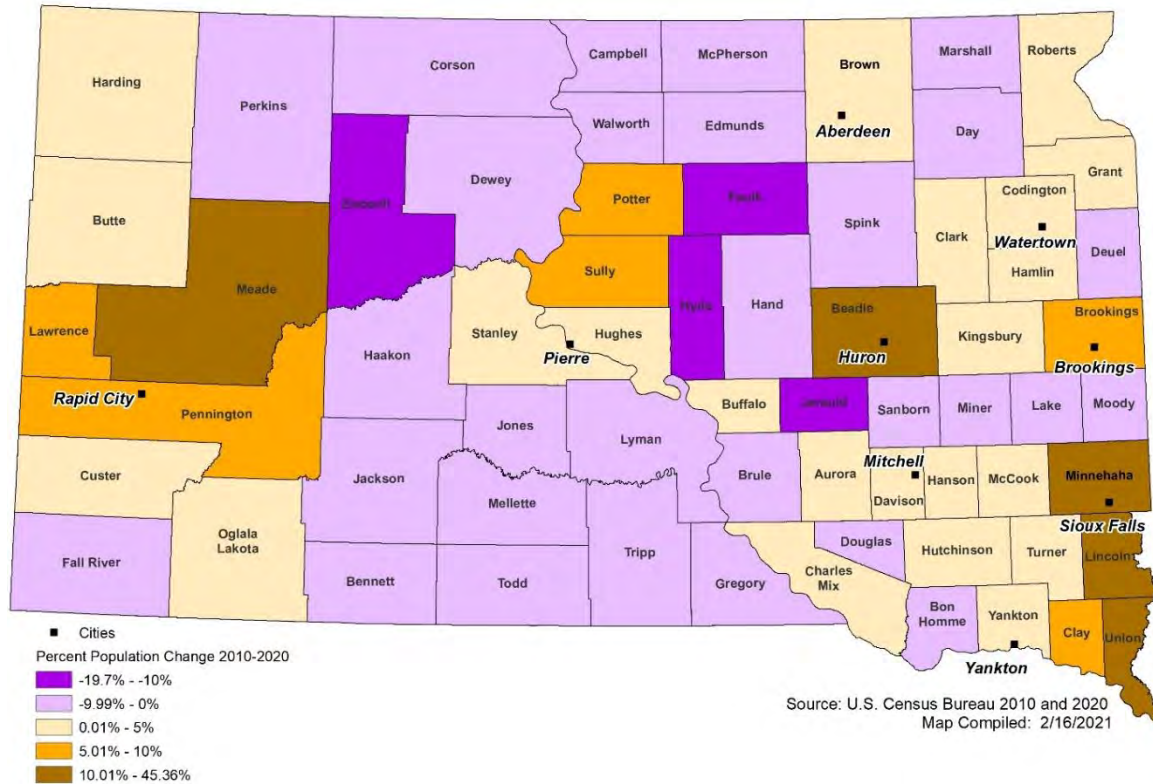 Harding
Perkins
Corson
Campbell
McPherson
Brown
Marshall
Roberts
Walworth
Edmunds
Aberdeen
Day
Butte
Ziebach
Dewey
Potter
Faulk
Spink
Clark
Codington
Grant
Watertown
Hamlin
Deuel
Meade
Sully
Hyde
Hand
Beadle
Huron
Kingsbury
Brookings
Brookings
Lawrence
Haakon
Stanley
Hughes
Pierre
Rapid City
Pennington
Jones
Lyman
Buffalo
Jerauld
Sanborn
Miner
Lake
Moody
Custer
Jackson
Mellette
Brule
Aurora
Mitchell
Davison
Hanson
McCook
Minnehaha
Sioux Falls
Fall River
Oglala
Lakota
Bennett
Todd
Tripp
Gregory
Charles
Mix
Douglas
Hutchinson
Turner
Lincoln
Bon
Homme
Yankton
Clay
Union
Yankton
Cities
Percent Population Change 2010-2020
-19.7% - -10%
-9.99% - 0%
0.01% - 5%
5.01% - 10%
10.01% - 45.36%
Source: U.S. Census Bureau 2010 and 2020
Map Compiled: 2/16/2021